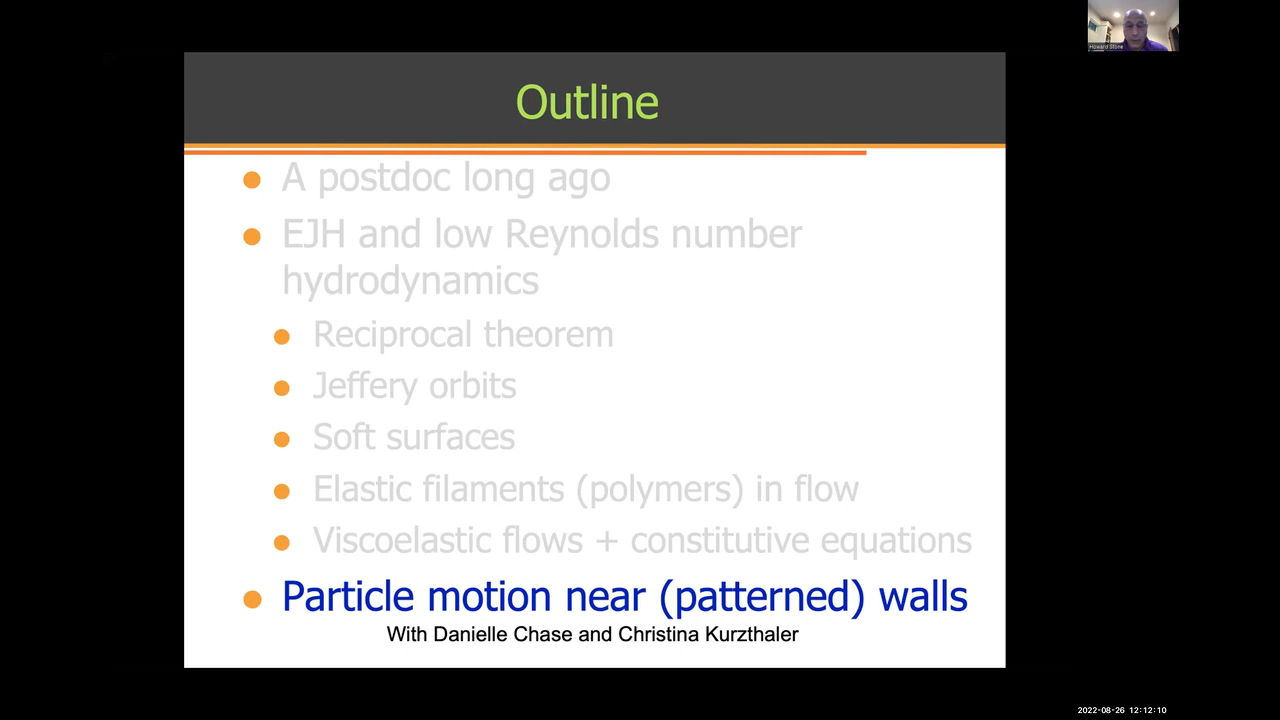 Howard Stone
Outline
A postdoc long ago
EJH and low Reynolds number
hydrodynamics
Reciprocal theorem
Jeffery orbits
Soft surfaces
Elastic filaments (polymers) in flow
Viscoelastic flows + constitutive equations
Particle motion near (patterned) walls
With Danielle Chase and Christina Kurzthaler
2022-08-26 12:12:10